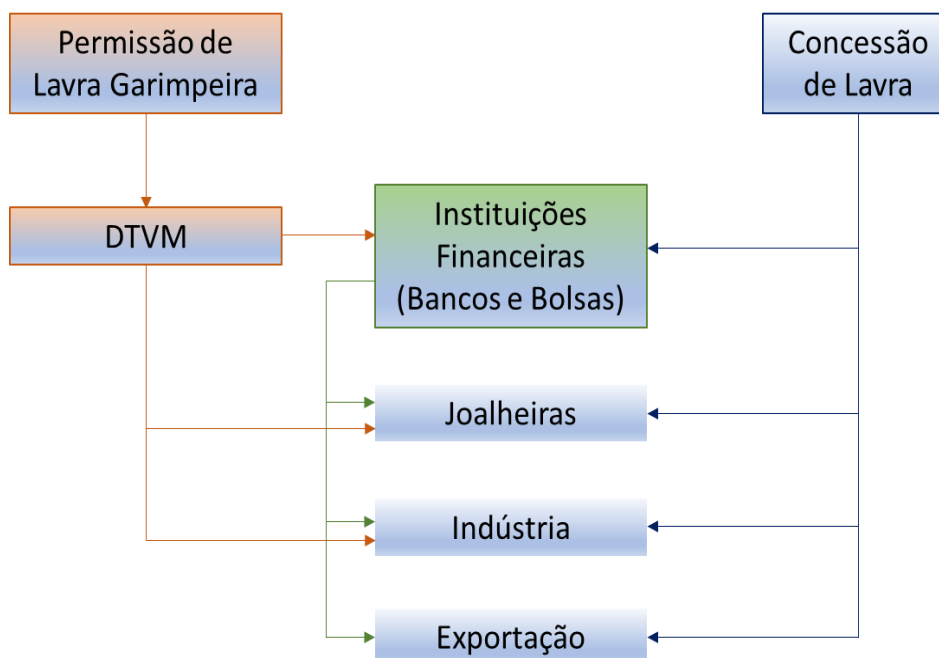 Permissão de
Lavra Garimpeira
Concessão
de Lavra
DTVM
Instituições
Financeiras
(Bancos e Bolsas)
Joalheiras
Indústria
Exportação